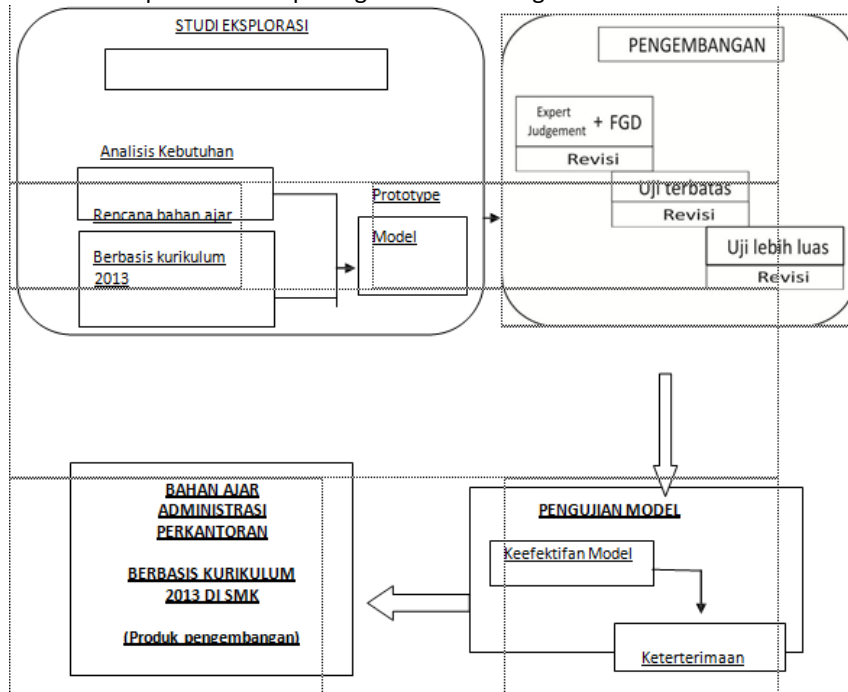 STUDI EKSPLORASI
Analisis Kebutuhan
Rencana bahan ajar
Berbasis kurikulum
2013
Prototype
Model
PENGEMBANGAN
Expert
Judgement + FGD
Revisi
Uji terbatas
Revisi
Uji lebih luas
Revisi
BAHAN AJAR
ADMINISTRASI
PERKANTORAN
BERBASIS KURIKULUM
2013 DI SMK
(Produk pengembangan)
PENGUJIAN MODEL
Keefektifan Model
Keterterimaan